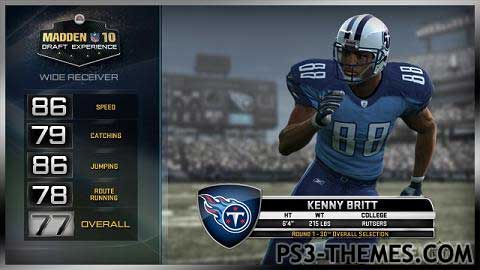 MADDEN NFL 10
DRAFT EXPERIENCE
WIDE RECEIVER
86 SPEED
79 CATCHING
86 JUMPING
78 ROUTE RUNNING
77 OVERALL
88
88
KENNY BRITT
HT WT COLLEGE
6'4" 215 LBS RUTGERS
ROUND 1 - 30TH OVERALL SELECTION
PS3-THEMES.COM